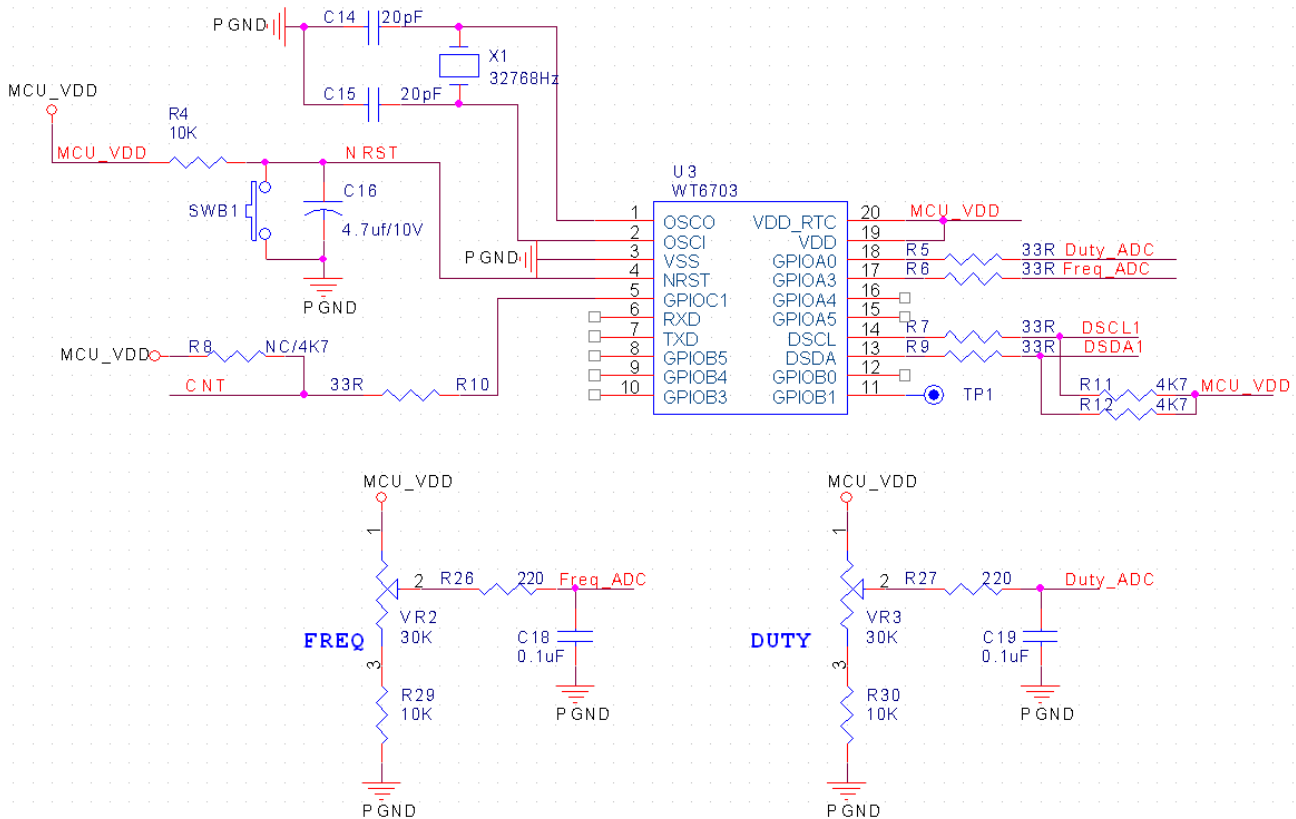 C14 20pF
PGND
X1
32768Hz
C15 20pF
MCU_VDD
R4
10K
MCU_VDD
NRST
SWB1
C16
4.7uf/10V
PGND
U3
WT6703
1 OSCO
2 OSCI
3 VSS
4 NRST
5 GPIOC1
6 RXD
7 TXD
8 GPIOB5
9 GPIOB4
10 GPIOB3
VDD_RTC 20 MCU_VDD
VDD 19
GPIOA0 18 R5 33R Duty_ADC
GPIOA3 17 R6 33R Freq_ADC
GPIOA4 16
GPIOA5 15
DSCL 14 R7 33R DSCL1
DSDA 13 R9 33R DSDA1
GPIOB0 12
GPIOB1 11 TP1
PGND
MCU_VDD R8 NC/4K7
CNT 33R R10
R11 4K7 MCU_VDD
R12 4K7
MCU_VDD
1
2 R26 220 Freq_ADC
VR2
30K
FREQ
3
C18
0.1uF
PGND
R29
10K
PGND
MCU_VDD
1
2 R27 220 Duty_ADC
VR3
30K
DUTY
3
C19
0.1uF
PGND
R30
10K
PGND